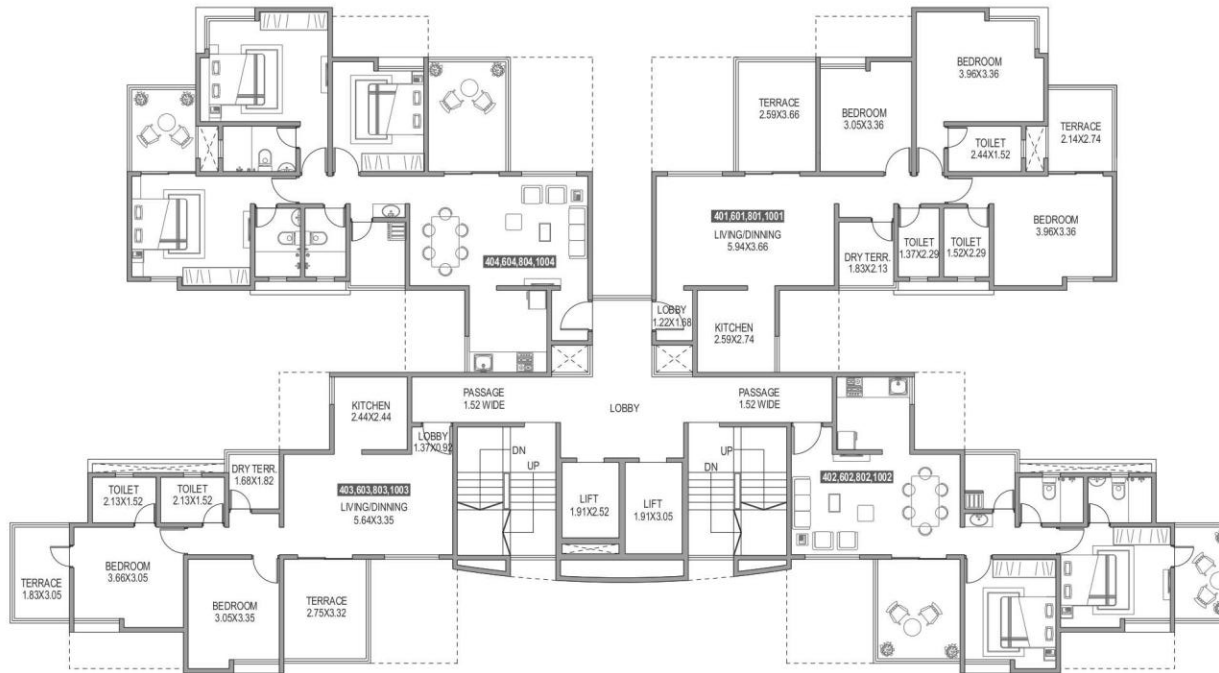 BEDROOM
3.96X3.36
TERRACE
2.59X3.66
BEDROOM
3.05X3.36
TERRACE
2.14X2.74
TOILET
2.44X1.52
401,601,801,1001
LIVING/DINNING
5.94X3.66
BEDROOM
3.96X3.36
TOILET
1.37X2.29
TOILET
1.52X2.29
DRY TERR.
1.83X2.13
404,604,804,1004
LOBBY
1.22X1.68
KITCHEN
2.59X2.74
PASSAGE
1.52 WIDE
LOBBY
PASSAGE
1.52 WIDE
KITCHEN
2.44X2.44
LOBBY
1.37X0.92
DN
UP
UP
DN
DRY TERR.
1.68X1.82
TOILET
2.13X1.52
TOILET
2.13X1.52
403,603,803,1003
LIVING/DINNING
5.64X3.35
LIFT
1.91X2.52
LIFT
1.91X3.05
402,602,802,1002
BEDROOM
3.66X3.05
TERRACE
1.83X3.05
BEDROOM
3.05X3.35
TERRACE
2.75X3.32